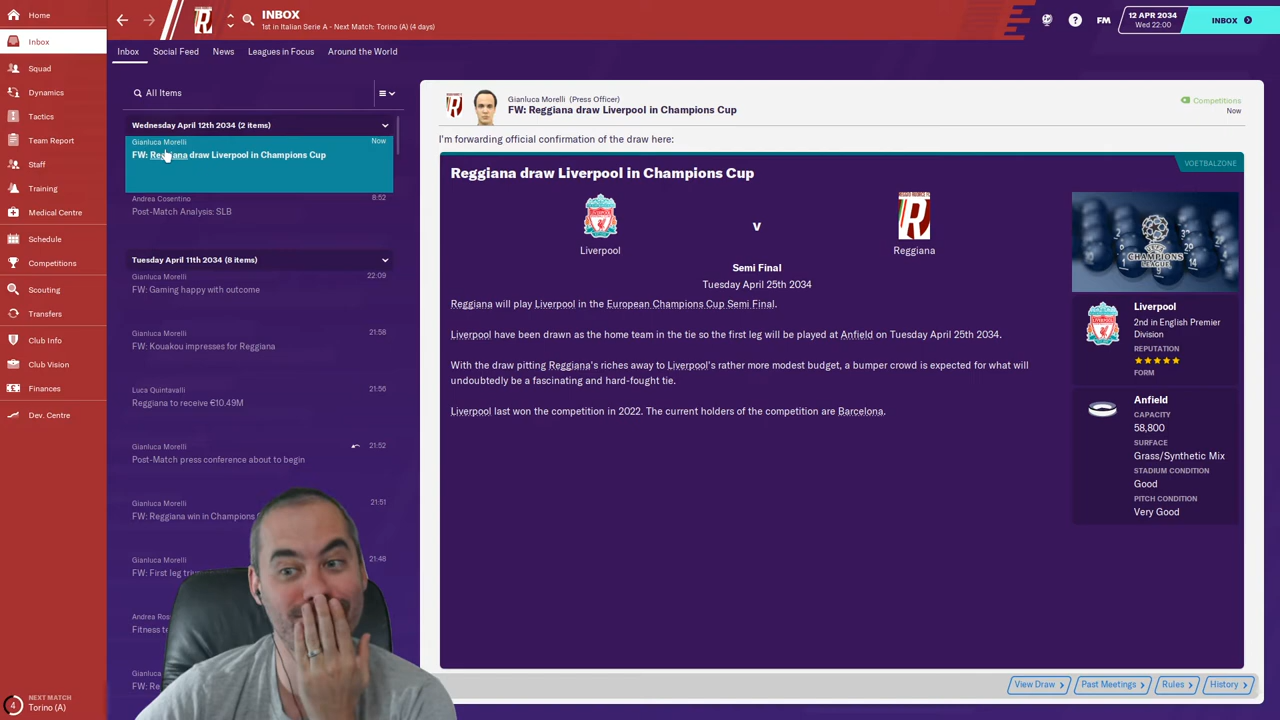 Home
Inbox
Squad
Dynamics
Tactics
Team Report
Staff
Training
Medical Centre
Schedule
Competitions
Scouting
Transfers
Club Info
Club Vision
Finances
Dev. Centre
4
NEXT MATCH
Torino (A)
INBOX
1st in Italian Serie A - Next Match: Torino (A) (4 days)
?
FM
12 APR 2034
Wed 22:00
INBOX
Inbox
Social Feed
News
Leagues in Focus
Around the World
All Items
Wednesday April 12th 2034 (2 items)
Gianluca Morelli
Now
FW: Reggiana draw Liverpool in Champions Cup
Andrea Cosentino
8:52
Post-Match Analysis: SLB
Tuesday April 11th 2034 (8 items)
Gianluca Morelli
22:09
FW: Gaming happy with outcome
Gianluca Morelli
21:58
FW: Kouakou impresses for Reggiana
Luca Quintavalli
21:56
Reggiana to receive €10.49M
Gianluca Morelli
21:52
Post-Match press conference about to begin
Gianluca Morelli
21:51
FW: Reggiana win in Champions
Gianluca Morelli
21:48
FW: First leg
Andrea
Fitness
Gianluca
FW:
Gianluca Morelli (Press Officer)
FW: Reggiana draw Liverpool in Champions Cup
Competitions
Now
I'm forwarding official confirmation of the draw here:
VOETBALZONE
Reggiana draw Liverpool in Champions Cup
Liverpool
v
Reggiana
Semi Final
Tuesday April 25th 2034
Reggiana will play Liverpool in the European Champions Cup Semi Final.
Liverpool have been drawn as the home team in the tie so the first leg will be played at Anfield on Tuesday April 25th 2034.
With the draw pitting Reggiana's riches away to Liverpool's rather more modest budget, a bumper crowd is expected for what will
undoubtedly be a fascinating and hard-fought tie.
Liverpool last won the competition in 2022. The current holders of the competition are Barcelona.
CHAMPIONS
LEAGUE
Liverpool
2nd in English Premier
Division
REPUTATION
FORM
Anfield
CAPACITY
58,800
SURFACE
Grass/Synthetic Mix
STADIUM CONDITION
Good
PITCH CONDITION
Very Good
View Draw
Past Meetings
Rules
History